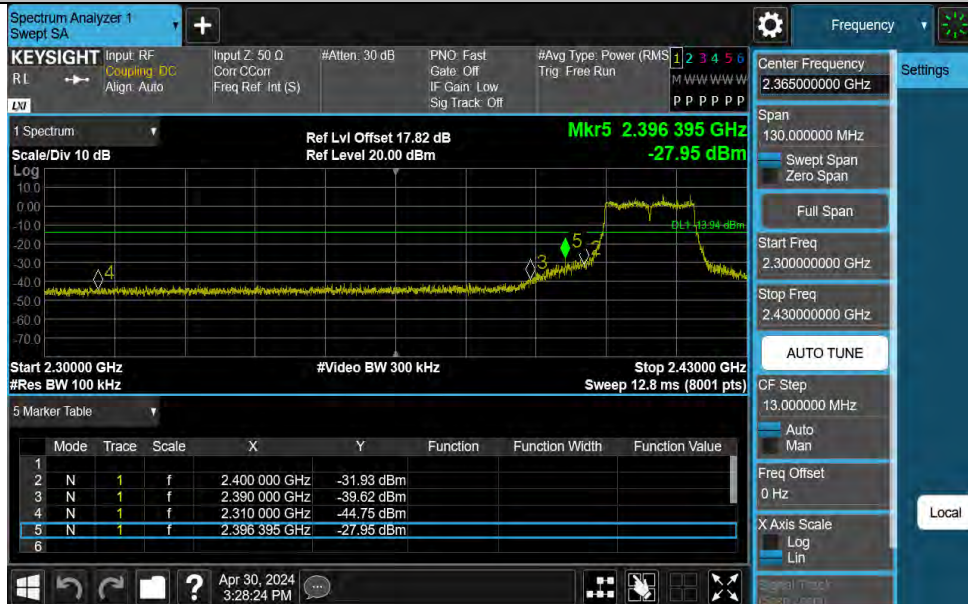 Spectrum Analyzer 1
Swept SA
+
Frequency
KEYSIGHT
Input: RF
Input Z: 50 Ω
#Atten: 30 dB
PNO: Fast
#Avg Type: Power (RMS
1 2 3 4 5 6
RL
Coupling: DC
Corr CCorr
Gate: Off
Trig: Free Run
M W W W W W
Align: Auto
Freq Ref: Int (S)
IF Gain: Low
Sig Track: Off
P P P P P P
LXI
1 Spectrum
Ref Lvl Offset 17.82 dB
Mkr5 2.396 395 GHz
Scale/Div 10 dB
Ref Level 20.00 dBm
-27.95 dBm
Log
10.0
0.00
-10.0
DL1 -13.94 dBm
-20.0
-30.0
-40.0
-50.0
-60.0
-70.0
4
3
5
2
Start 2.30000 GHz
#Video BW 300 kHz
Stop 2.43000 GHz
#Res BW 100 kHz
Sweep 12.8 ms (8001 pts)
5 Marker Table
Mode Trace Scale X Y Function Function Width Function Value
1
2 N 1 f 2.400 000 GHz -31.93 dBm
3 N 1 f 2.390 000 GHz -39.62 dBm
4 N 1 f 2.310 000 GHz -44.75 dBm
5 N 1 f 2.396 395 GHz -27.95 dBm
6
?
Apr 30, 2024
3:28:24 PM
Center Frequency
2.365000000 GHz
Settings
Span
130.000000 MHz
Swept Span
Zero Span
Full Span
Start Freq
2.300000000 GHz
Stop Freq
2.430000000 GHz
AUTO TUNE
CF Step
13.000000 MHz
Auto
Man
Freq Offset
0 Hz
Local
X Axis Scale
Log
Lin
Signal Track